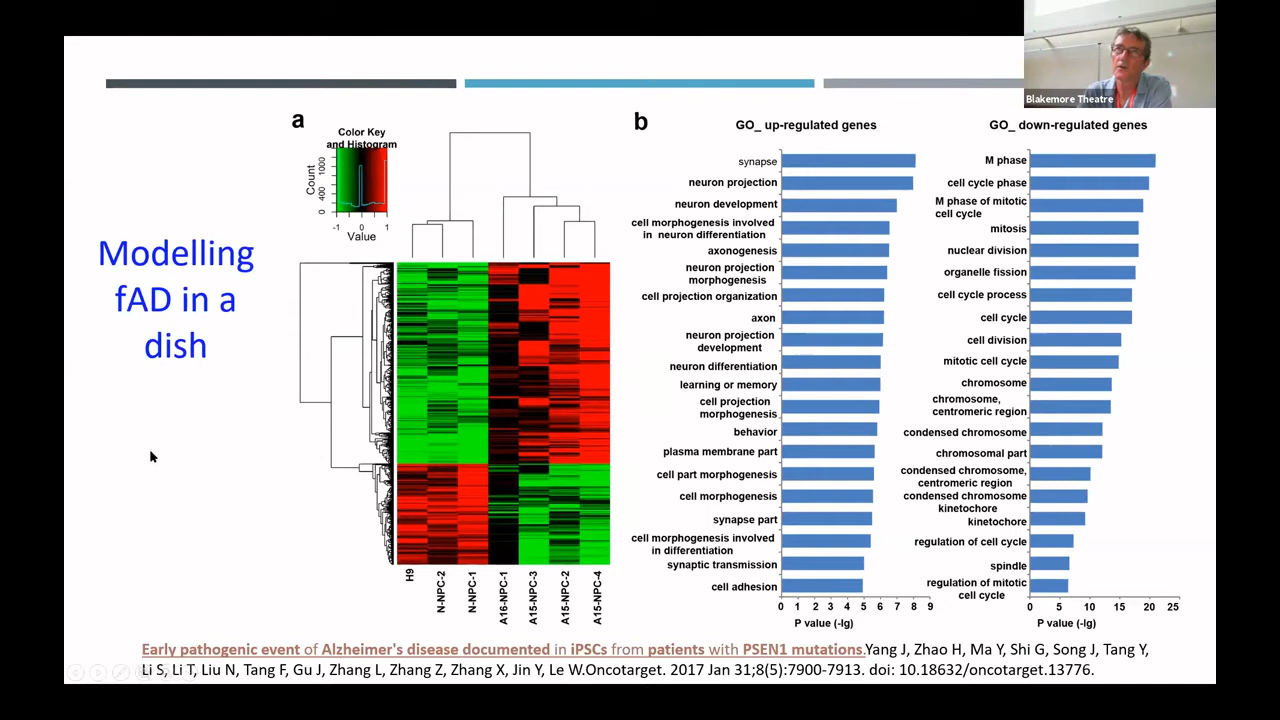 Blakemore Theatre
Modelling
fAD in a
dish
a
Color Key
and Histogram
Count
0 400 1000
-1 0 1
Value
H9
N-NPC-2
N-NPC-1
A16-NPC-1
A15-NPC-3
A15-NPC-2
A15-NPC-4
b
GO_ up-regulated genes
synapse
neuron projection
neuron development
cell morphogenesis involved
in neuron differentiation
axonogenesis
neuron projection
morphogenesis
cell projection organization
axon
neuron projection
development
neuron differentiation
learning or memory
cell projection
morphogenesis
behavior
plasma membrane part
cell part morphogenesis
cell morphogenesis
synapse part
cell morphogenesis involved
in differentiation
synaptic transmission
cell adhesion
0 1 2 3 4 5 6 7 8 9
P value (-lg)
GO_ down-regulated genes
M phase
cell cycle phase
M phase of mitotic
cell cycle
mitosis
nuclear division
organelle fission
cell cycle process
cell cycle
cell division
mitotic cell cycle
chromosome
chromosome,
centromeric region
condensed chromosome
chromosomal part
condensed chromosome,
centromeric region
condensed chromosome
kinetochore
kinetochore
regulation of cell cycle
spindle
regulation of mitotic
cell cycle
0 5 10 15 20 25
P value (-lg)
Early pathogenic event of Alzheimer's disease documented in iPSCs from patients with PSEN1 mutations.Yang J, Zhao H, Ma Y, Shi G, Song J, Tang Y,
Li S, Li T, Liu N, Tang F, Gu J, Zhang L, Zhang Z, Zhang X, Jin Y, Le W.Oncotarget. 2017 Jan 31;8(5):7900-7913. doi: 10.18632/oncotarget.13776.